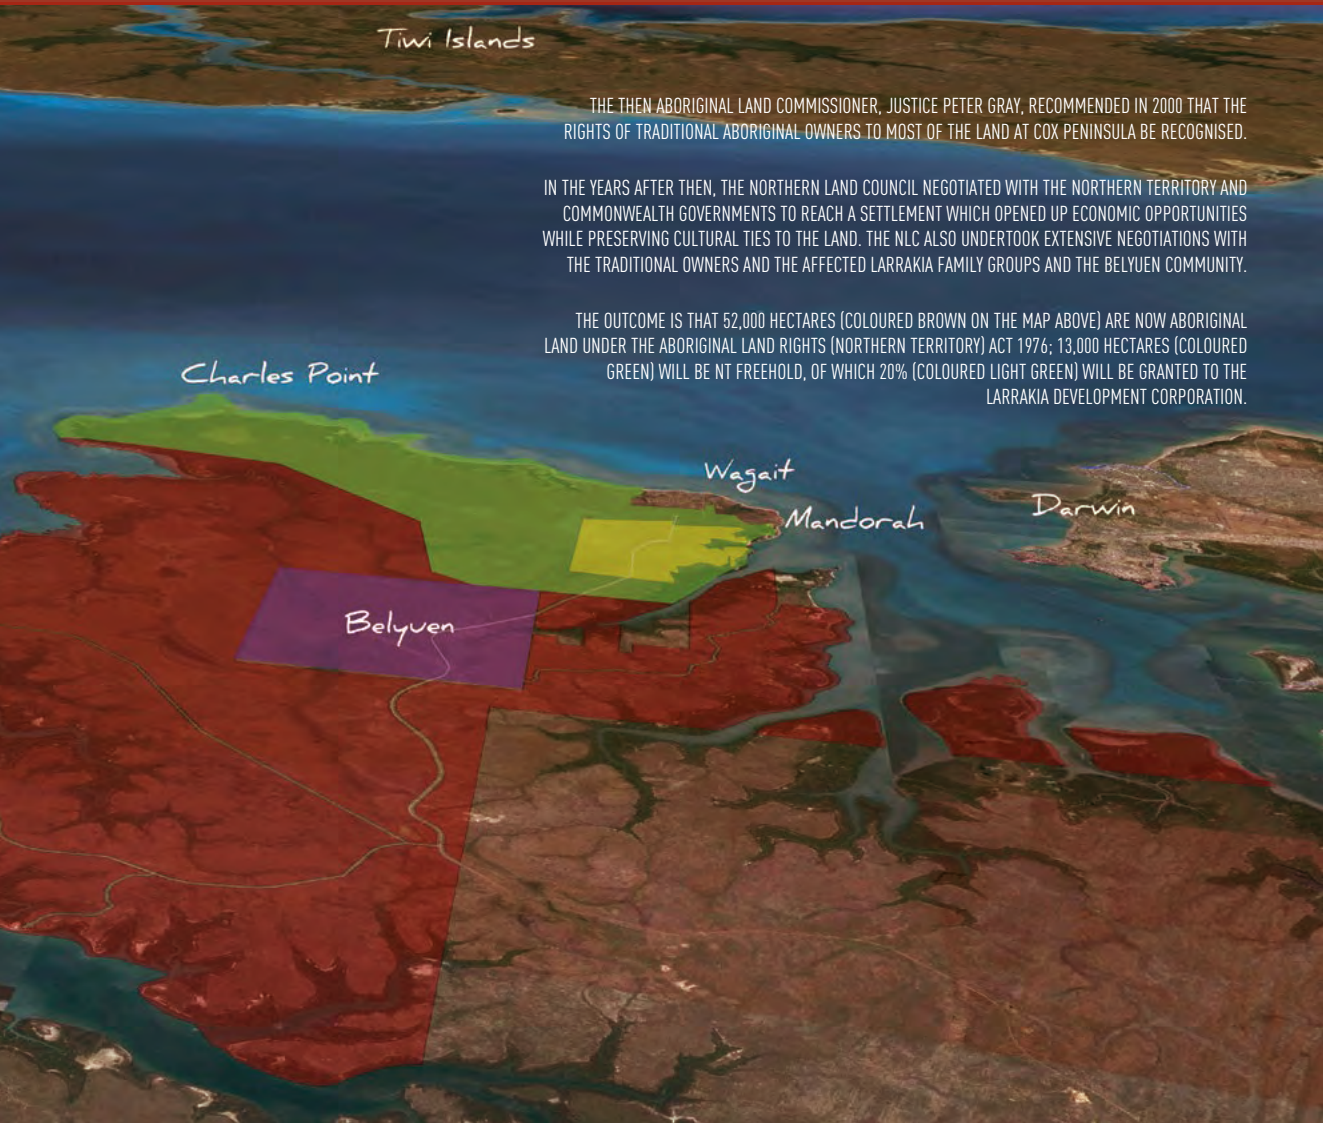 Tiwi Islands
THE THEN ABORIGINAL LAND COMMISSIONER, JUSTICE PETER GRAY, RECOMMENDED IN 2000 THAT THE
RIGHTS OF TRADITIONAL ABORIGINAL OWNERS TO MOST OF THE LAND AT COX PENINSULA BE RECOGNISED.
IN THE YEARS AFTER THEN, THE NORTHERN LAND COUNCIL NEGOTIATED WITH THE NORTHERN TERRITORY AND
COMMONWEALTH GOVERNMENTS TO REACH A SETTLEMENT WHICH OPENED UP ECONOMIC OPPORTUNITIES
WHILE PRESERVING CULTURAL TIES TO THE LAND. THE NLC ALSO UNDERTOOK EXTENSIVE NEGOTIATIONS WITH
THE TRADITIONAL OWNERS AND THE AFFECTED LARRAKIA FAMILY GROUPS AND THE BELYUEN COMMUNITY.
THE OUTCOME IS THAT 52,000 HECTARES (COLOURED BROWN ON THE MAP ABOVE) ARE NOW ABORIGINAL
LAND UNDER THE ABORIGINAL LAND RIGHTS (NORTHERN TERRITORY) ACT 1976; 13,000 HECTARES (COLOURED
GREEN) WILL BE NT FREEHOLD, OF WHICH 20% (COLOURED LIGHT GREEN) WILL BE GRANTED TO THE
LARRAKIA DEVELOPMENT CORPORATION.
Charles Point
Wagait
Mandorah
Darwin
Belyuen